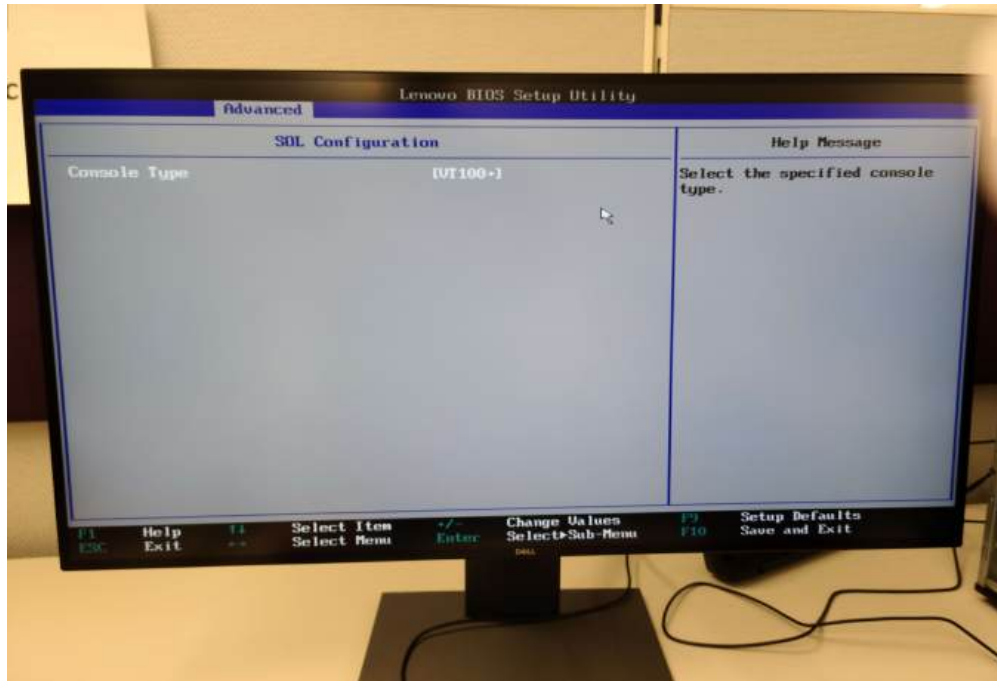 C
Lenovo BIOS Setup Utility
Advanced
SOL Configuration
Help Message
Console Type [VT100+]
Select the specified console
type.
F1 Help ↑↓ Select Item +/- Change Values F9 Setup Defaults
ESC Exit ←→ Select Menu Enter Select▶Sub-Menu F10 Save and Exit
DELL